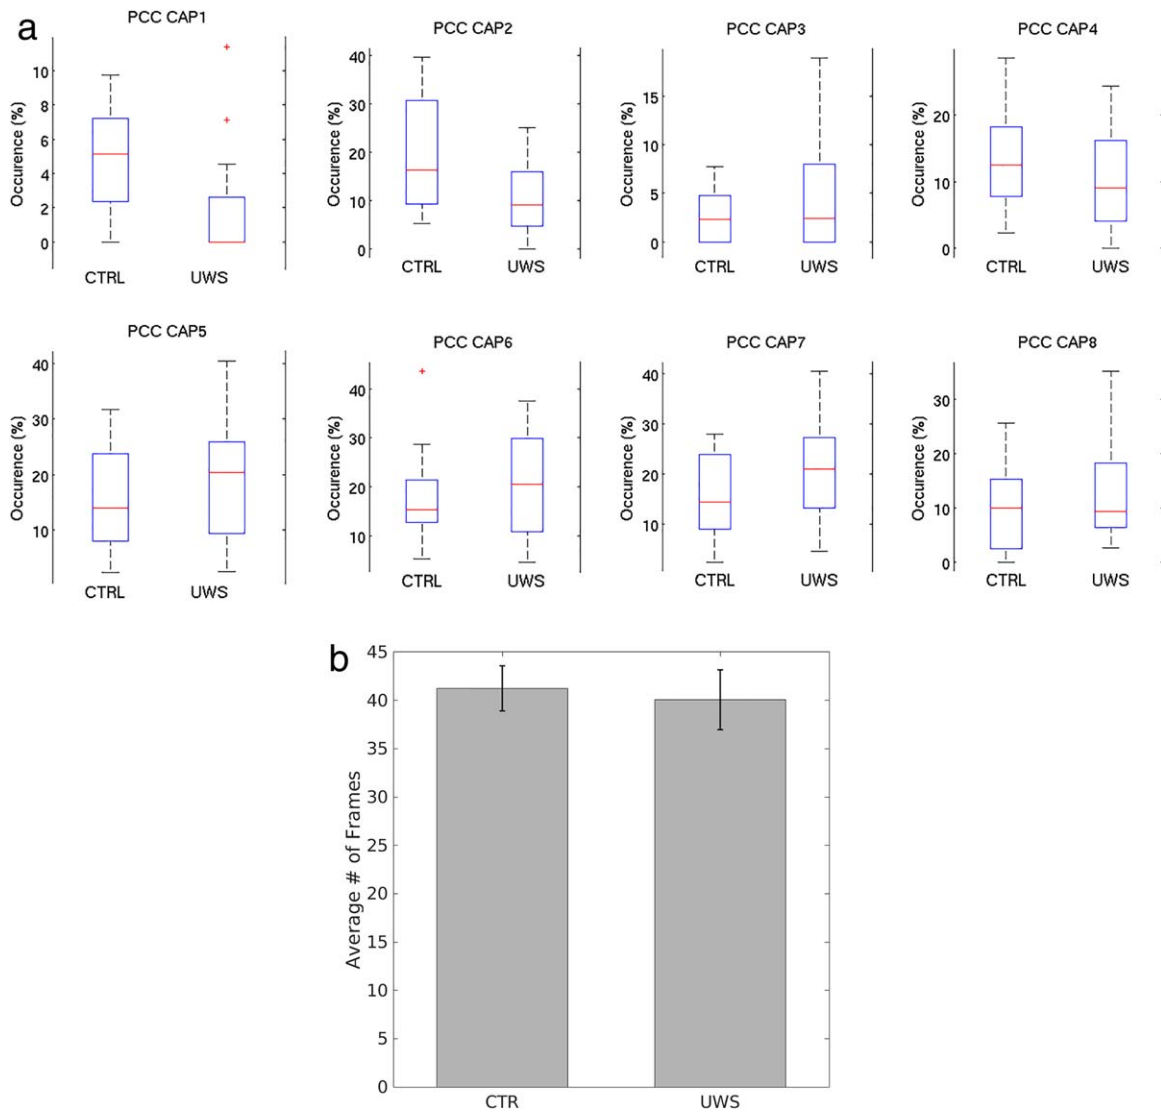 a
PCC CAP1
Occurence (%)
10
8
6
4
2
0
CTRL UWS
PCC CAP2
Occurence (%)
40
30
20
10
0
CTRL UWS
PCC CAP3
Occurence (%)
15
10
5
0
CTRL UWS
PCC CAP4
Occurence (%)
20
10
0
CTRL UWS
PCC CAP5
Occurence (%)
40
30
20
10
CTRL UWS
PCC CAP6
Occurence (%)
40
30
20
10
CTRL UWS
PCC CAP7
Occurence (%)
40
30
20
10
CTRL UWS
PCC CAP8
Occurence (%)
30
20
10
0
CTRL UWS
b
Average # of Frames
45
40
35
30
25
20
15
10
5
0
CTR UWS